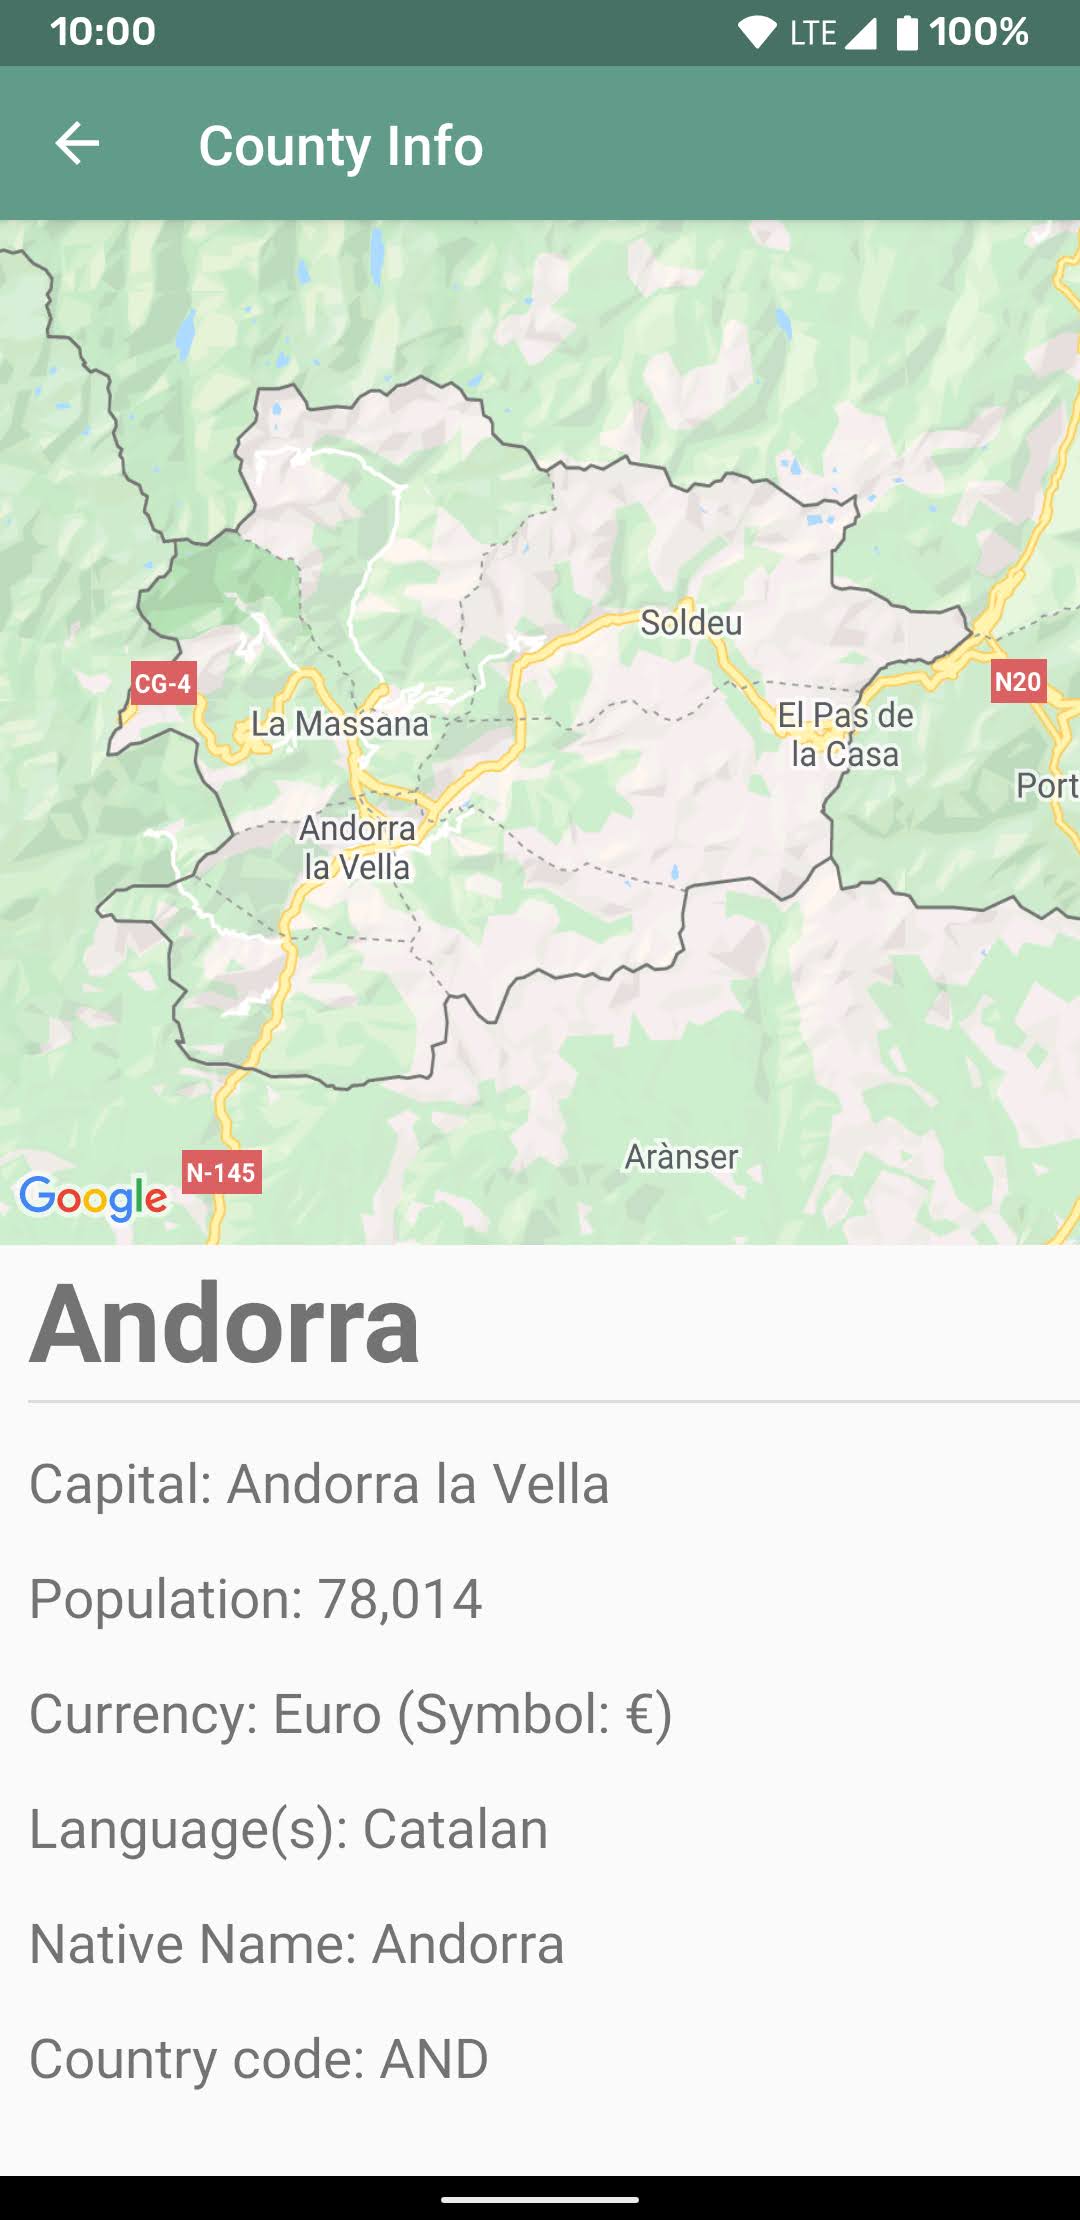 10:00 LTE 100%
County Info
Soldeu
CG-4
N20
La Massana
El Pas de
la Casa
Port
Andorra
la Vella
Arànser
N-145
Google
Andorra
Capital: Andorra la Vella
Population: 78,014
Currency: Euro (Symbol: €)
Language(s): Catalan
Native Name: Andorra
Country code: AND